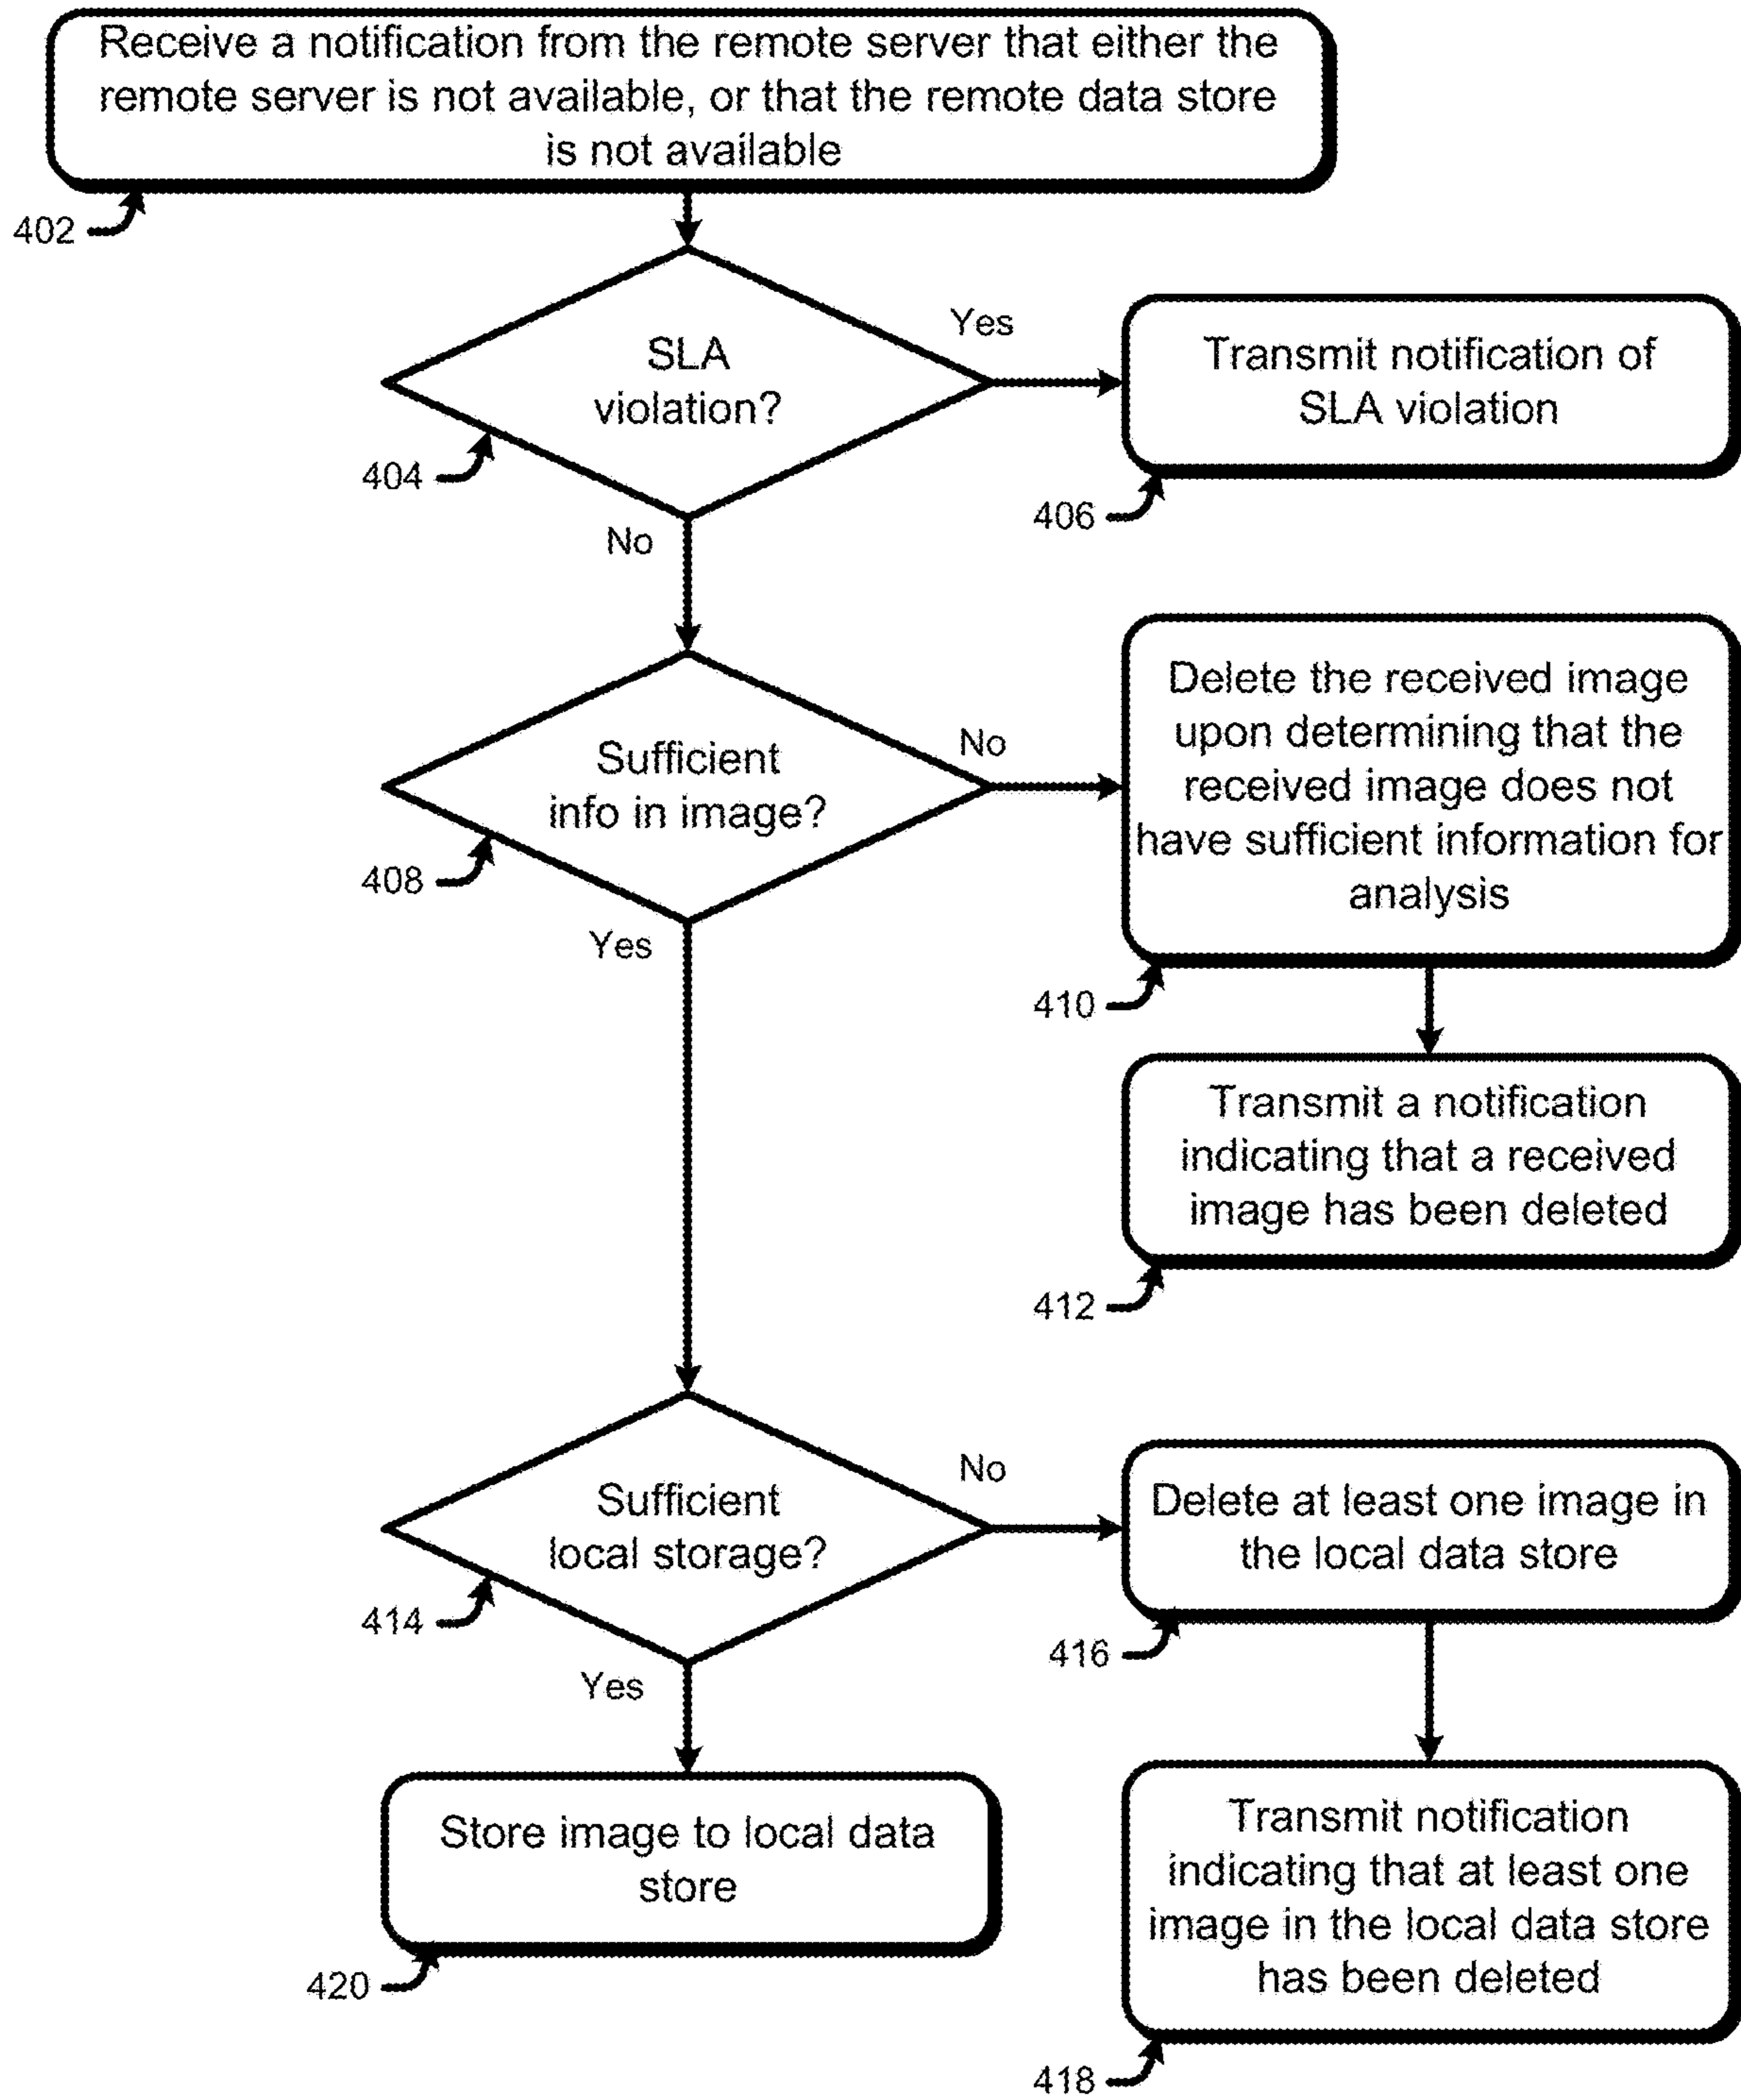 Receive a notification from the remote server that either the
remote server is not available, or that the remote data store
is not available
402
SLA
violation?
Yes
404
No
Transmit notification of
SLA violation
406
Sufficient
info in image?
No
408
Yes
Delete the received image
upon determining that the
received image does not
have sufficient information for
analysis
410
Transmit a notification
indicating that a received
image has been deleted
412
Sufficient
local storage?
No
414
Yes
Delete at least one image in
the local data store
416
Store image to local data
store
420
Transmit notification
indicating that at least one
image in the local data store
has been deleted
418